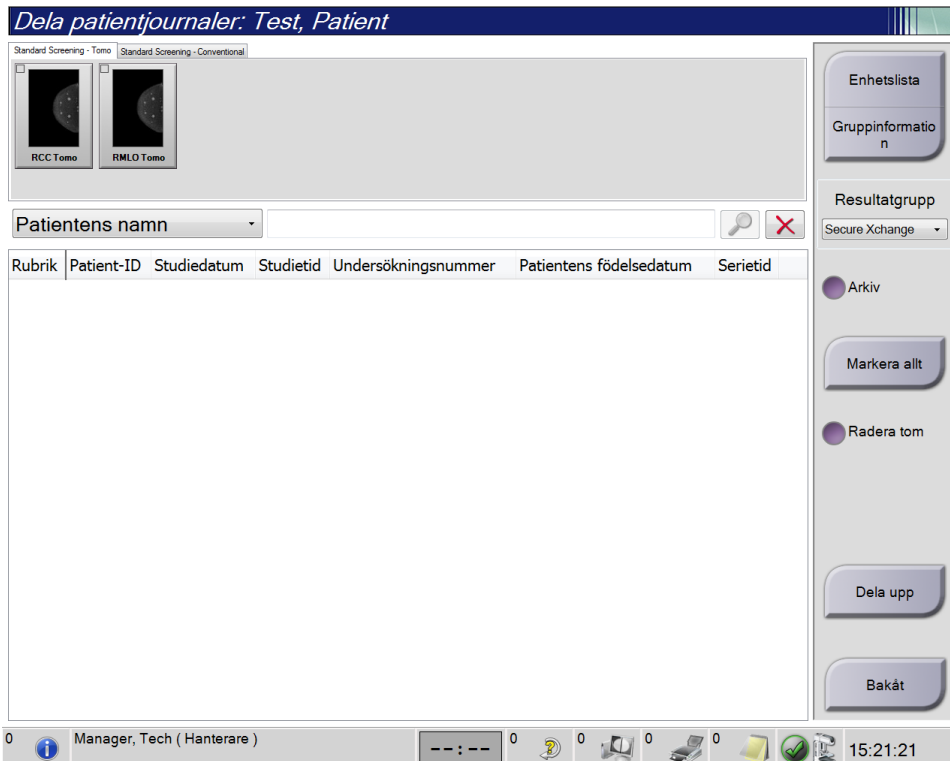 Dela patientjournaler: Test, Patient
Standard Screening - Tomo
Standard Screening - Conventional
RCC Tomo
RMLO Tomo
Enhetslista
Gruppinformatio
n
Resultatgrupp
Secure Xchange
Patientens namn
Rubrik Patient-ID Studiedatum Studietid Undersökningsnummer Patientens födelsedatum Serietid
Arkiv
Markera allt
Radera tom
Dela upp
Bakåt
0 Manager, Tech ( Hanterare ) --:-- 0 0 0 0 15:21:21